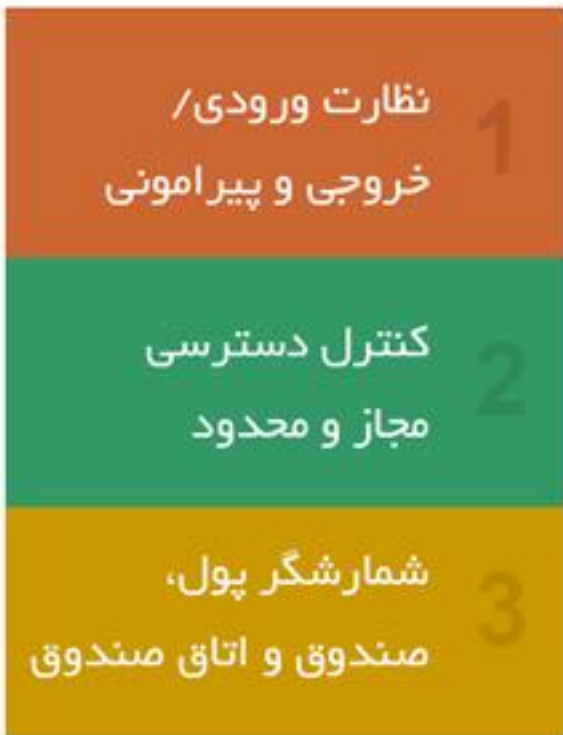 1
نظارت ورودی/
خروجی و پیرامونی
2
کنترل دسترسی
مجاز و محدود
3
شمارشگر پول،
صندوق و اتاق صندوق